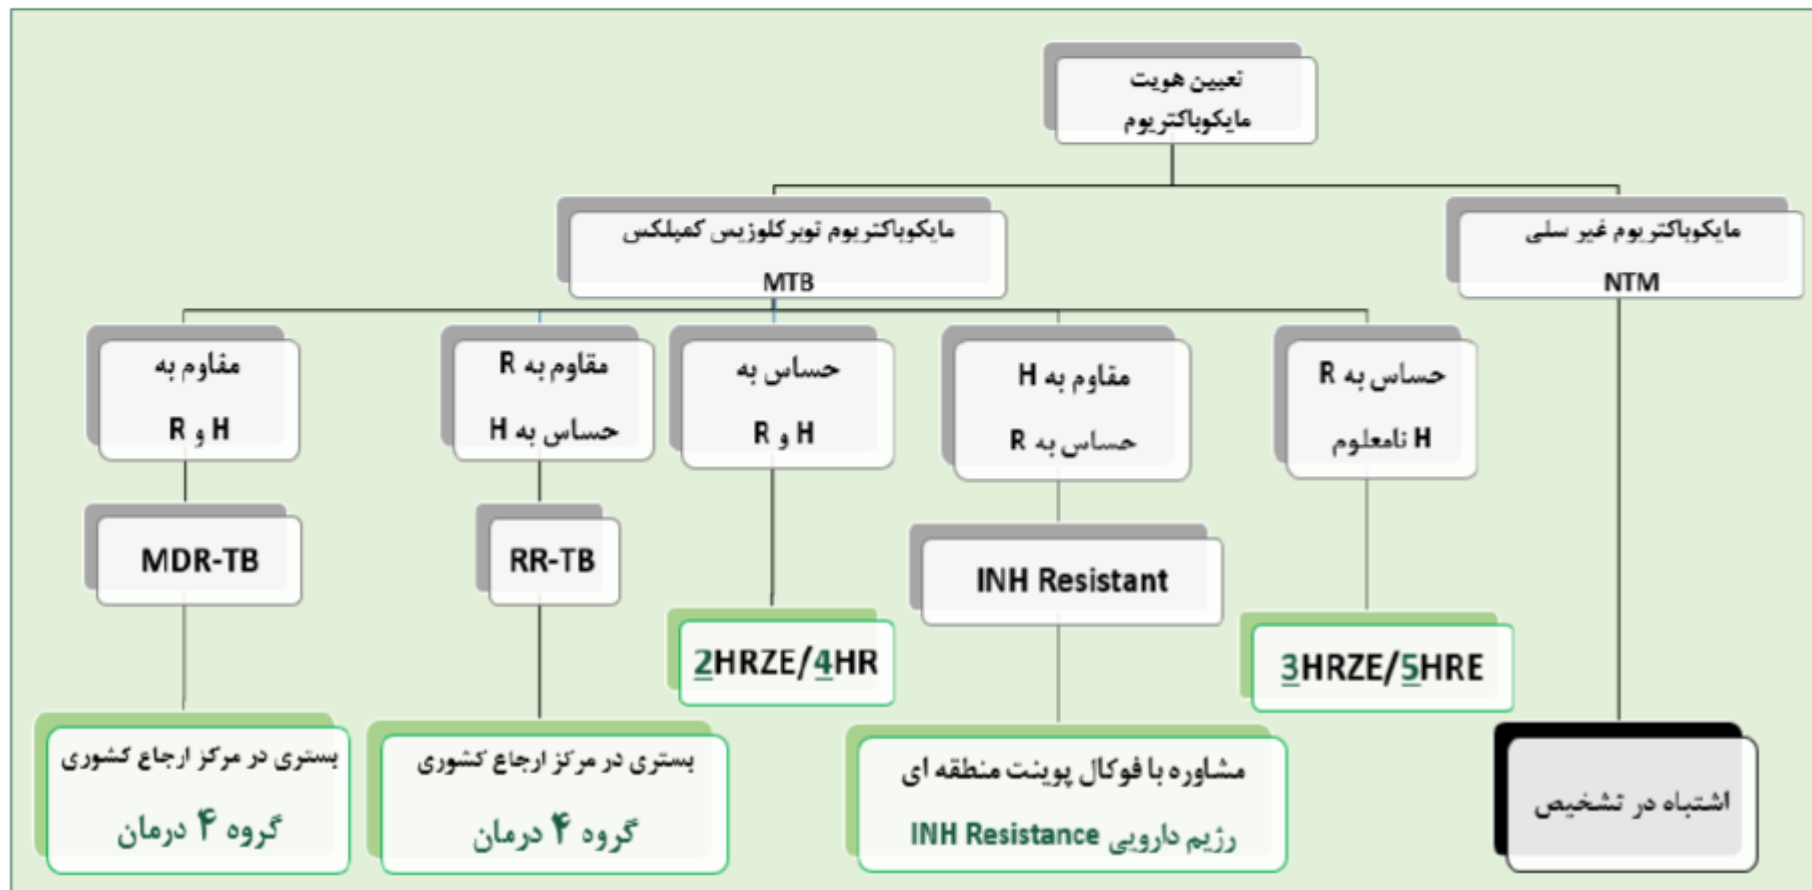 تعیین هویت
مایکوباکتریوم
مایکوباکتریوم غیر سلی
NTM
مایکوباکتریوم توبرکلوزیس کمپلکس
MTB
حساس به R
H نامعلوم
مقاوم به H
حساس به R
حساس به
H و R
مقاوم به R
حساس به H
مقاوم به
H و R
INH Resistant
RR-TB
MDR-TB
3HRZE/5HRE
2HRZE/4HR
اشتباه در تشخیص
مشاوره با فوکال پوینت منطقه ای
رژیم دارویی INH Resistance
بستری در مرکز ارجاع کشوری
گروه ۴ درمان
بستری در مرکز ارجاع کشوری
گروه ۴ درمان